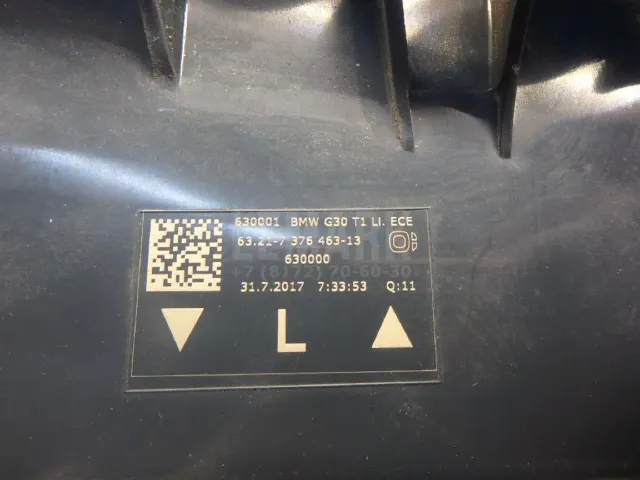 630001 BMW G30 T1 LI. ECE
63.21-7 376 463-13
630000
+7 (8172) 70-60-30
31.7.2017 7:33:53 Q:11
L